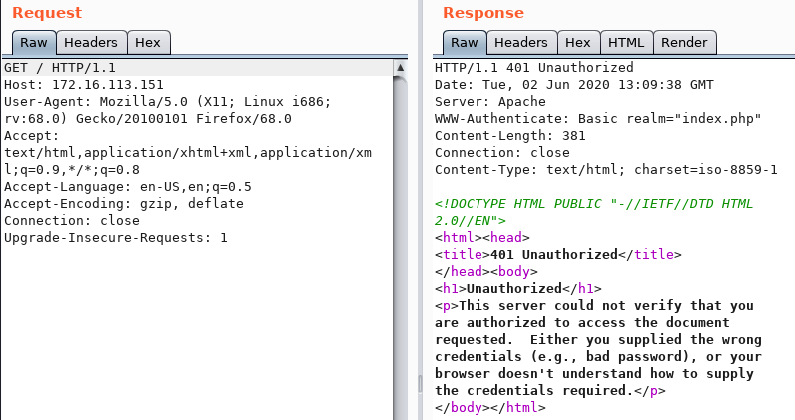 Request
Raw Headers Hex
GET / HTTP/1.1
Host: 172.16.113.151
User-Agent: Mozilla/5.0 (X11; Linux i686;
rv:68.0) Gecko/20100101 Firefox/68.0
Accept:
text/html,application/xhtml+xml,application/xm
l;q=0.9,*/*;q=0.8
Accept-Language: en-US,en;q=0.5
Accept-Encoding: gzip, deflate
Connection: close
Upgrade-Insecure-Requests: 1
Response
Raw Headers Hex HTML Render
HTTP/1.1 401 Unauthorized
Date: Tue, 02 Jun 2020 13:09:38 GMT
Server: Apache
WWW-Authenticate: Basic realm="index.php"
Content-Length: 381
Connection: close
Content-Type: text/html; charset=iso-8859-1
<!DOCTYPE HTML PUBLIC "-//IETF//DTD HTML
2.0//EN">
<html><head>
<title>401 Unauthorized</title>
</head><body>
<h1>Unauthorized</h1>
<p>This server could not verify that you
are authorized to access the document
requested.  Either you supplied the wrong
credentials (e.g., bad password), or your
browser doesn't understand how to supply
the credentials required.</p>
</body></html>